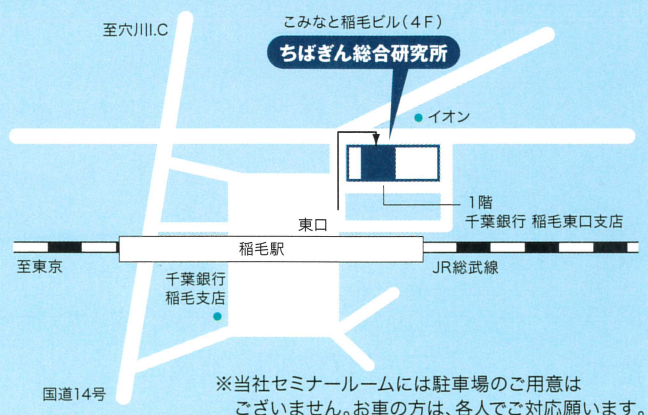 至穴川I.C
こみなと稲毛ビル(4F)
ちばぎん総合研究所
イオン
1階
千葉銀行 稲毛東口支店
東口
稲毛駅
至東京
JR総武線
千葉銀行
稲毛支店
国道14号
※当社セミナールームには駐車場のご用意は
ございません。お車の方は、各人でご対応願います。